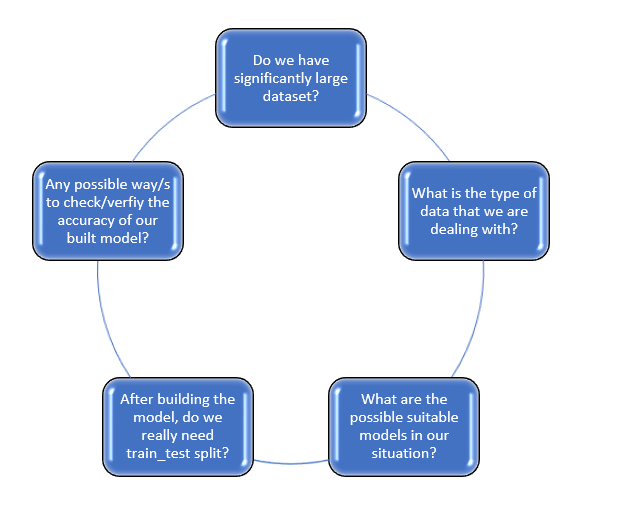 Do we have
significantly large
dataset?
What is the type of
data that we are
dealing with?
What are the
possible suitable
models in our
situation?
After building the
model, do we
really need
train_test split?
Any possible way/s
to check/verfiy the
accuracy of our
built model?